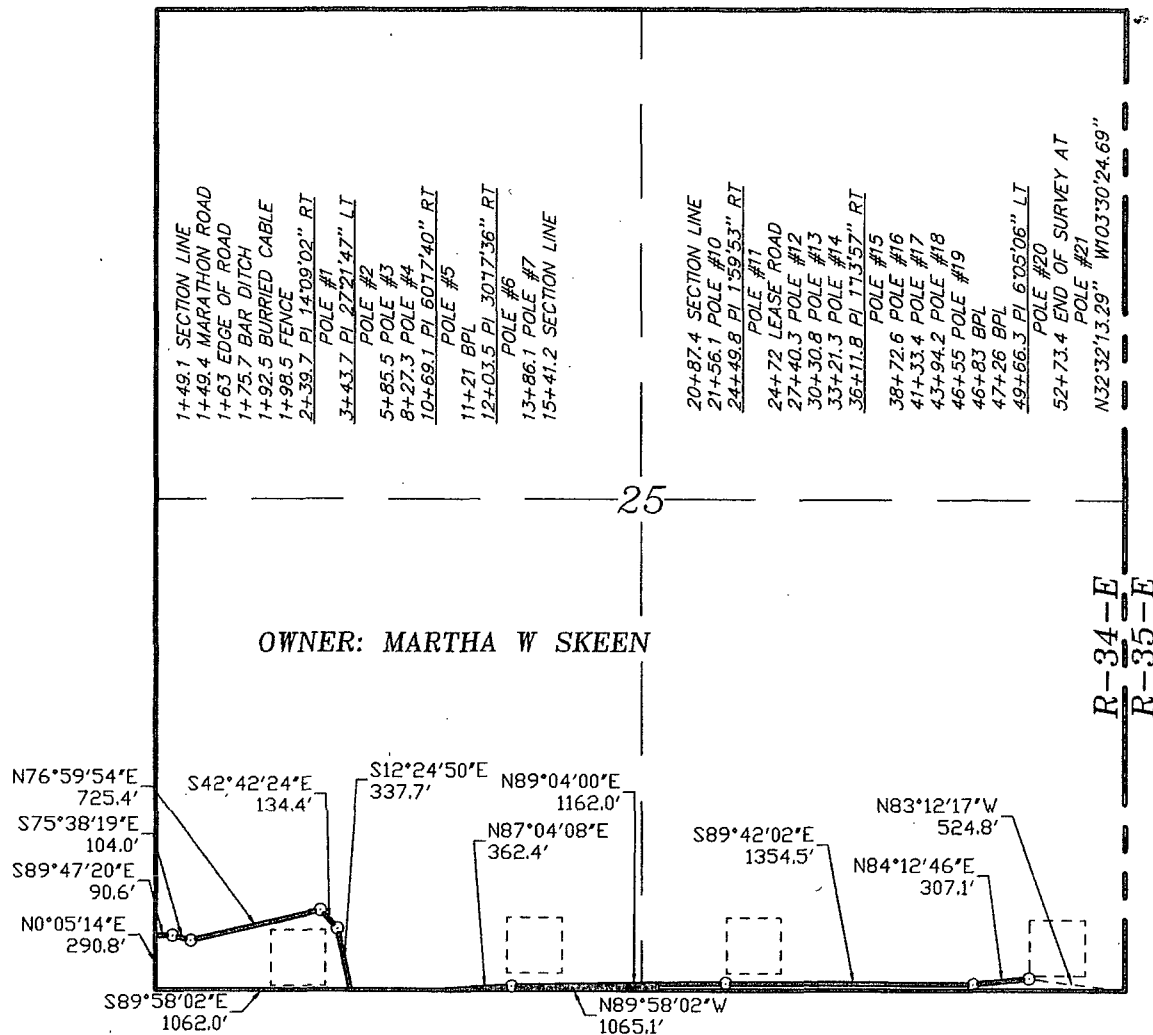 1+49.1 SECTION LINE
1+49.4 MARATHON ROAD
1+63 EDGE OF ROAD
1+75.7 BAR DITCH
1+92.5 BURRIED CABLE
1+98.5 FENCE
2+39.7 PI 14°09'02" RT
POLE #1
3+43.7 PI 27°21'47" LT
POLE #2
5+85.5 POLE #3
8+27.3 POLE #4
10+69.1 PI 60°17'40" RT
POLE #5
11+21 BPL
12+03.5 PI 30°17'36" RT
POLE #6
13+86.1 POLE #7
15+41.2 SECTION LINE
20+87.4 SECTION LINE
21+56.1 POLE #10
24+49.8 PI 1°59'53" RT
POLE #11
24+72 LEASE ROAD
27+40.3 POLE #12
30+30.8 POLE #13
33+21.3 POLE #14
36+11.8 PI 1°13'57" RT
POLE #15
38+72.6 POLE #16
41+33.4 POLE #17
43+94.2 POLE #18
46+55 POLE #19
46+83 BPL
47+26 BPL
49+66.3 PI 6°05'06" LT
POLE #20
52+73.4 END OF SURVEY AT
POLE #21
N32°32'13.29" W103°30'24.69"
25
OWNER: MARTHA W SKEEN
R-34-E
R-35-E
N76°59'54"E
725.4'
S75°38'19"E
104.0'
S89°47'20"E
90.6'
N0°05'14"E
290.8'
S89°58'02"E
1062.0'
S42°42'24"E
134.4'
S12°24'50"E
337.7'
N87°04'08"E
362.4'
N89°04'00"E
1162.0'
N89°58'02"W
1065.1'
S89°42'02"E
1354.5'
N84°12'46"E
307.1'
N83°12'17"W
524.8'